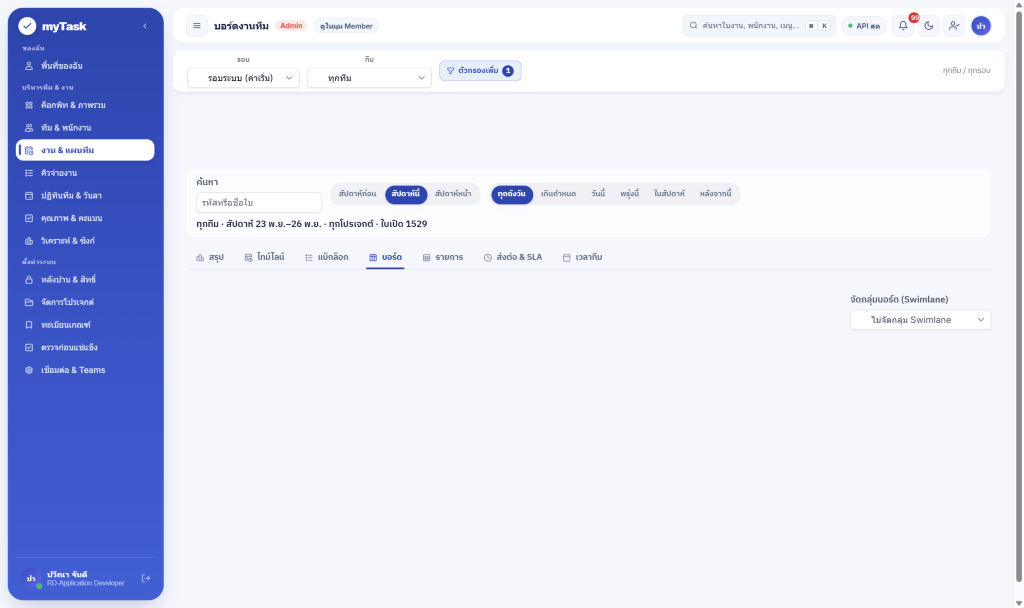 myTask
ของฉัน
พื้นที่ของฉัน
บริหารทีม & งาน
ค็อกพิท & ภาพรวม
ทีม & พนักงาน
งาน & แผนทีม
คิวจ่ายงาน
ปฏิทินทีม & วันลา
คุณภาพ & คะแนน
วิเคราะห์ & ซิงก์
ตั้งค่าระบบ
หลังบ้าน & สิทธิ์
จัดการโปรเจกต์
ทะเบียนเกณฑ์
ตรวจก่อนแช่แข็ง
เชื่อมต่อ & Teams
RD-Application Developer
บอร์ดงานทีม Admin ดูในมุม Member
ค้นหาใบงาน, พนักงาน, เมนู... ⌘ K API สด 99
รอบ ทีม
รอบระบบ (ค่าเริ่ม) ทุกทีม ตัวกรองเพิ่ม 1 ทุกทีม / ทุกรอบ
ค้นหา
รหัสหรือชื่อใบ สัปดาห์ก่อน สัปดาห์นี้ สัปดาห์หน้า ทุกถังวัน เกินกำหนด วันนี้ พรุ่งนี้ ในสัปดาห์ หลังจากนี้
ทุกทีม · สัปดาห์ 23 พ.ย.–26 พ.ย. · ทุกโปรเจกต์ · ใบเปิด 1529
สรุป ไทม์ไลน์ แบ็กล็อก บอร์ด รายการ ส่งต่อ & SLA เวลาทีม
จัดกลุ่มบอร์ด (Swimlane)
ไม่จัดกลุ่ม Swimlane